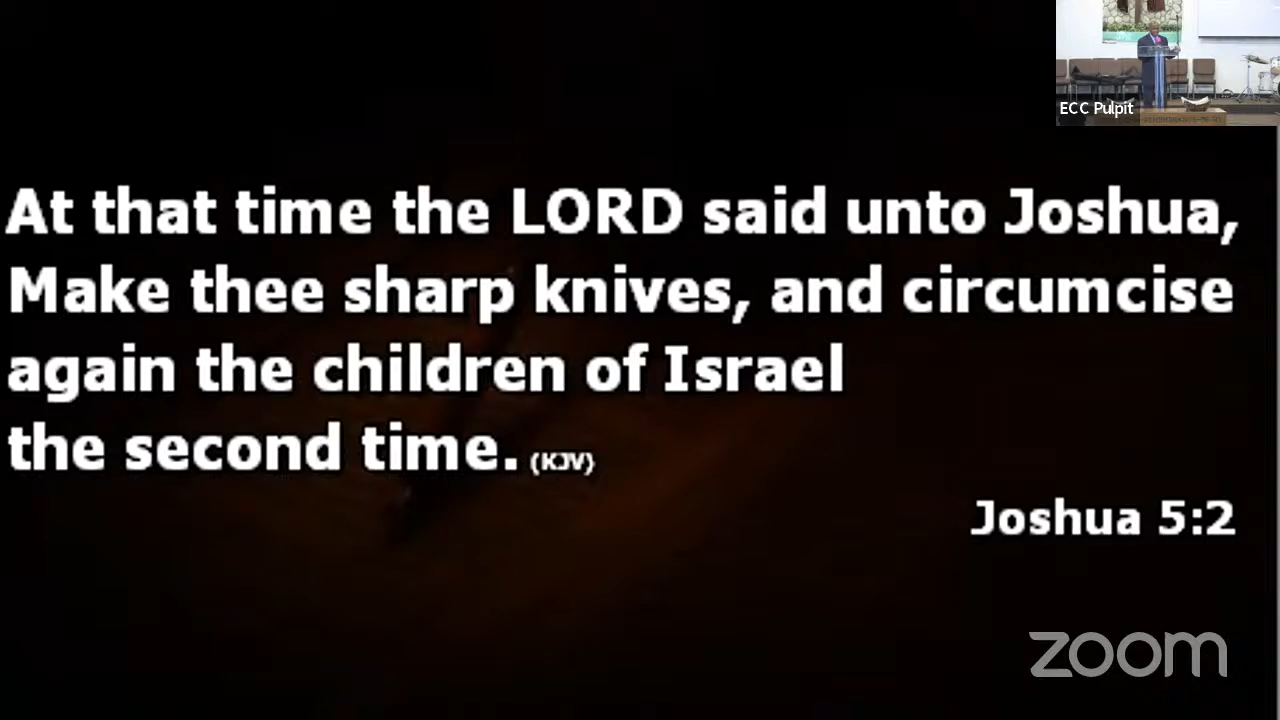 ECC Pulpit
At that time the LORD said unto Joshua,
Make thee sharp knives, and circumcise
again the children of Israel
the second time. (KJV)
Joshua 5:2
zoom